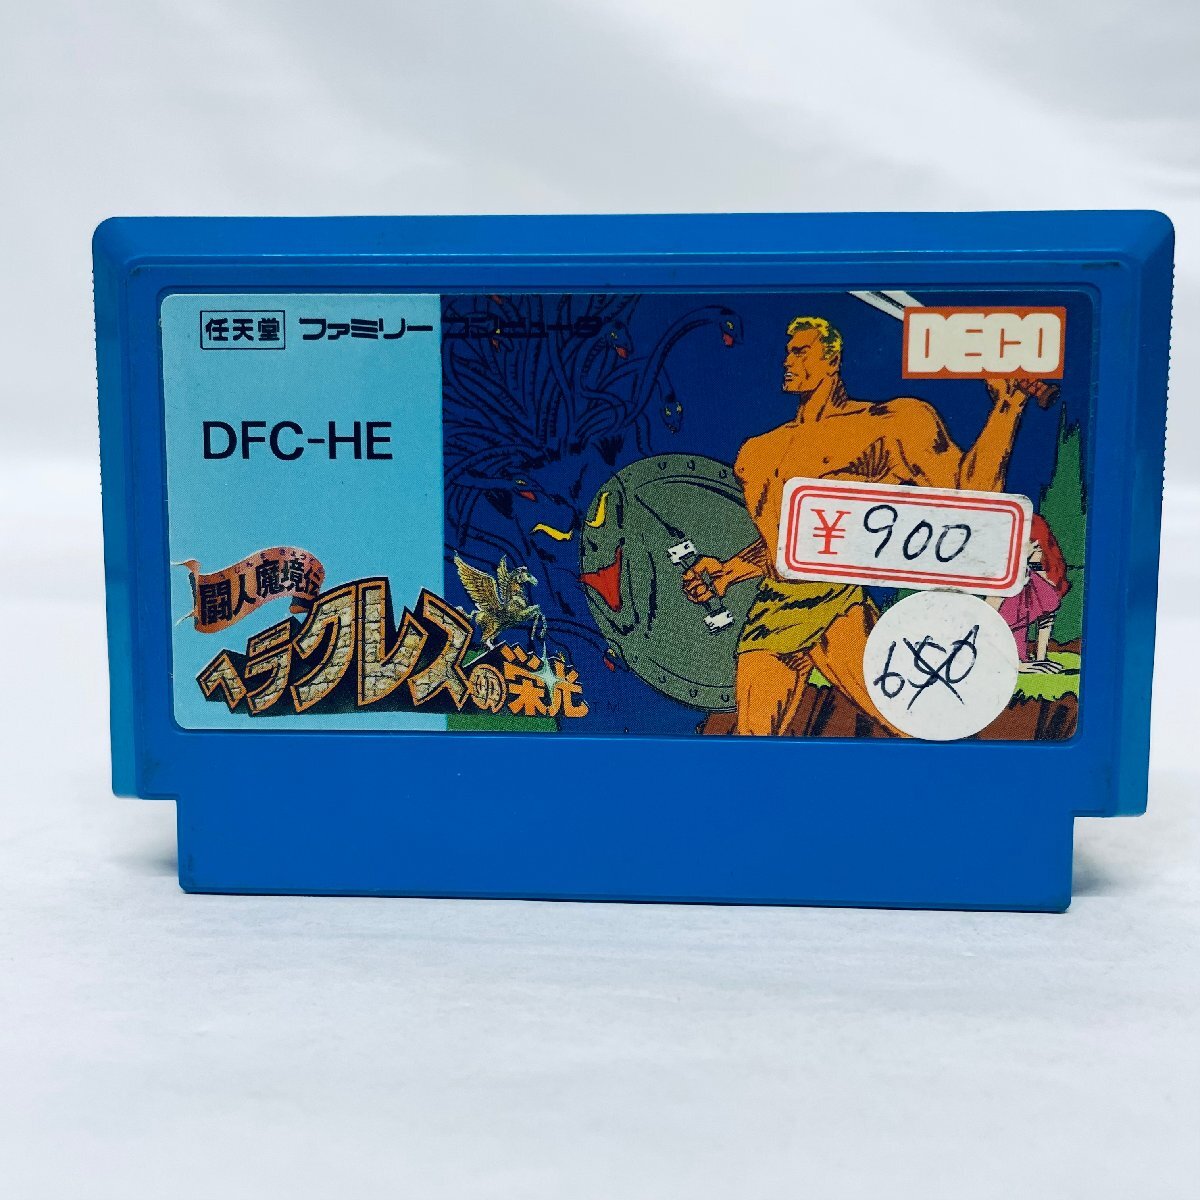 任天堂 ファミリーコンピュータ
DECO
DFC-HE
¥900
闘人魔境伝
ヘラクレスの栄光
650